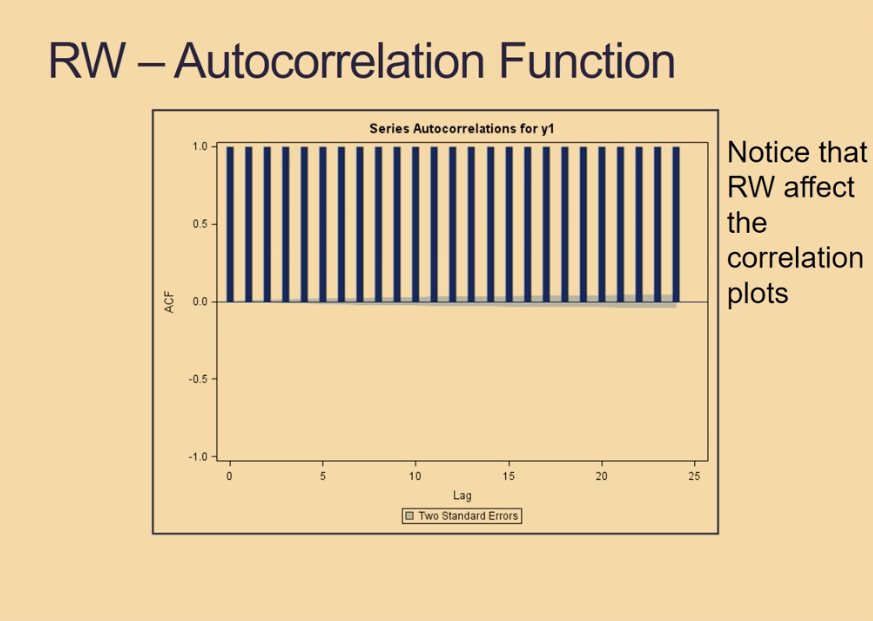 RW – Autocorrelation Function
Series Autocorrelations for y1
Notice that
RW affect
the
correlation
plots
1.0
0.5
0.0
-0.5
-1.0
ACF
0 5 10 15 20 25
Lag
Two Standard Errors